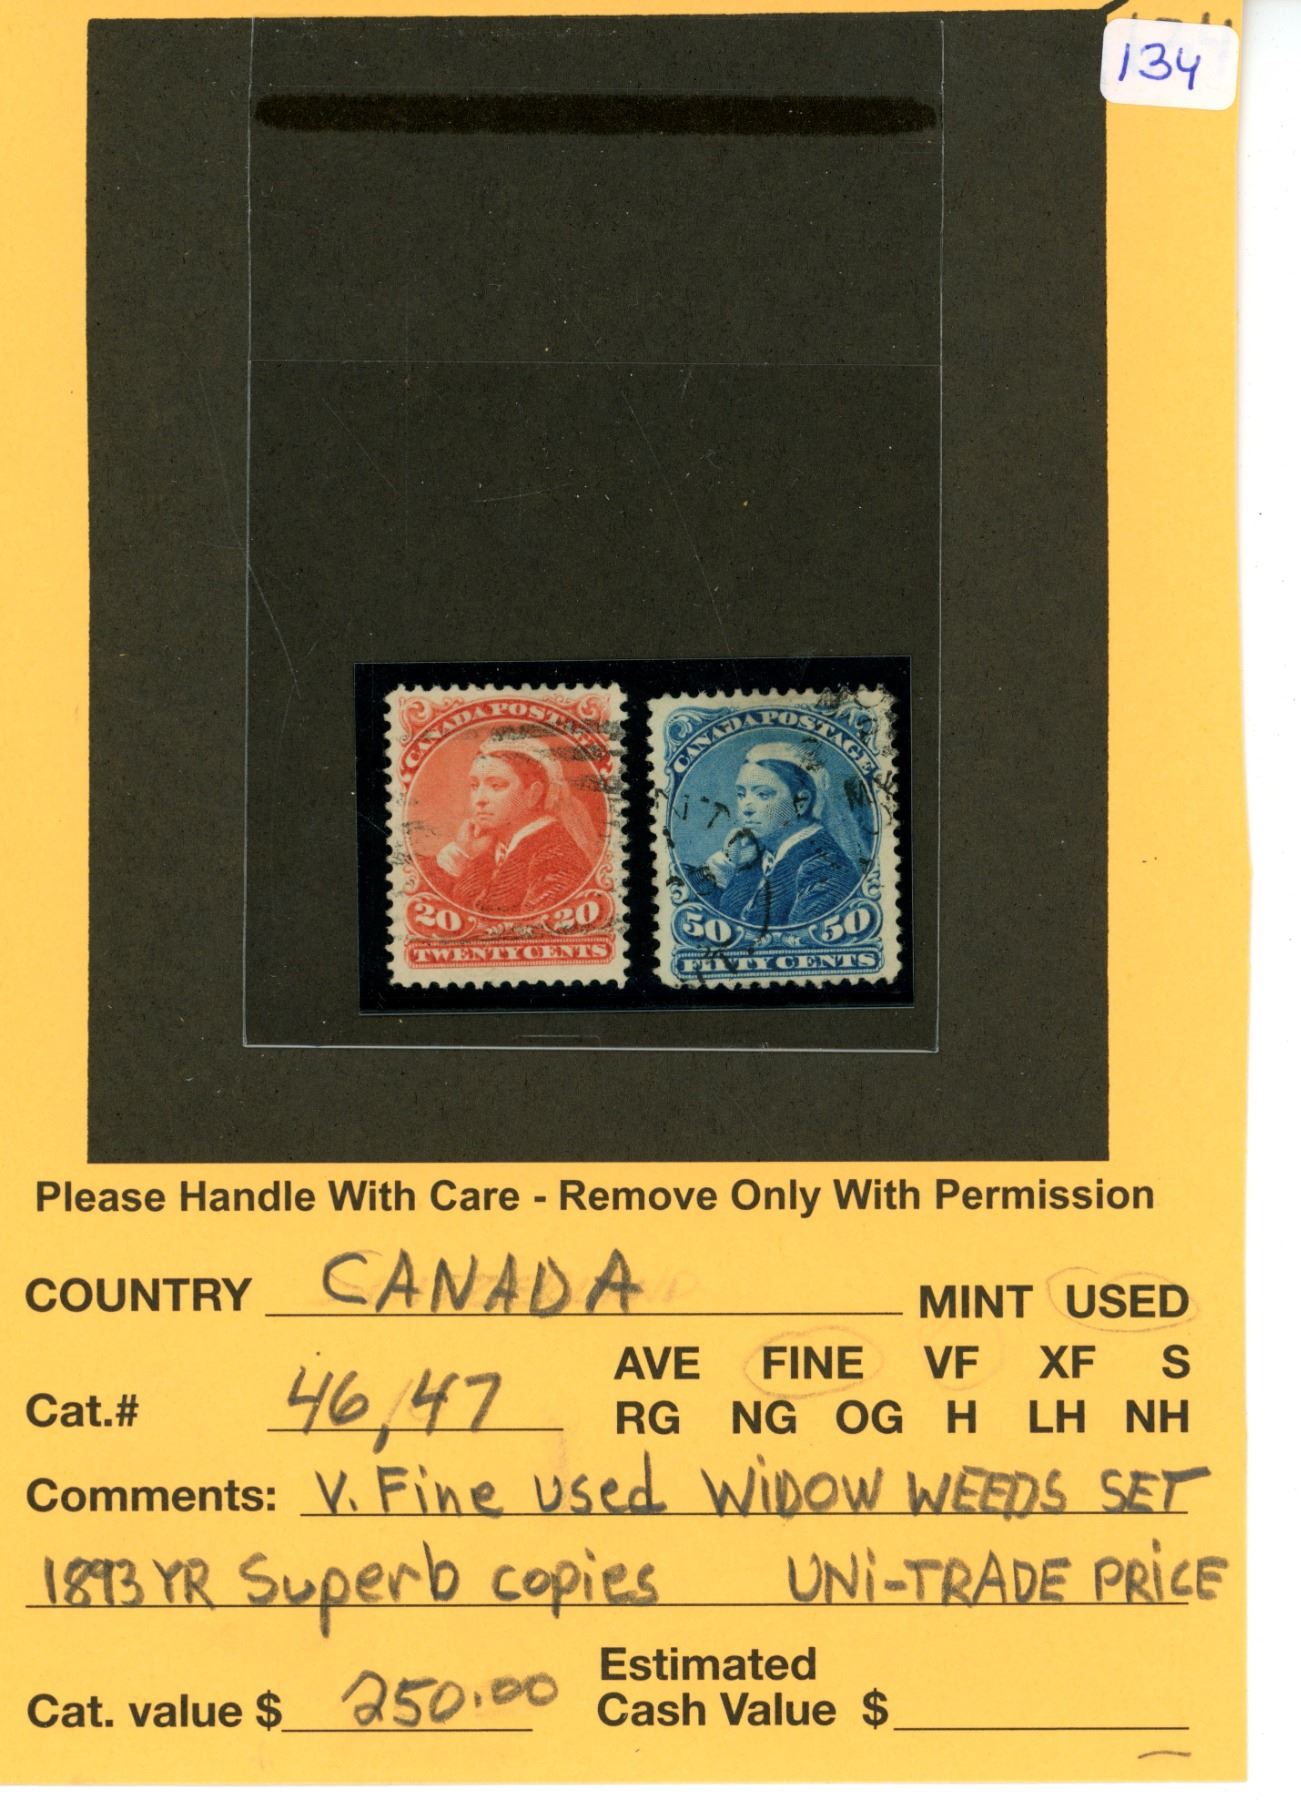 134
CANADA POSTAGE
20 20
TWENTY CENTS
CANADA POSTAGE
50 50
FIFTY CENTS
Please Handle With Care - Remove Only With Permission
COUNTRY CANADA MINT USED
AVE FINE VF XF S
Cat.# 46, 47 RG NG OG H LH NH
Comments: V. Fine used WIDOW WEEDS SET
1893 YR Superb copies UNI-TRADE PRICE
Estimated
Cat. value $ 250.00 Cash Value $